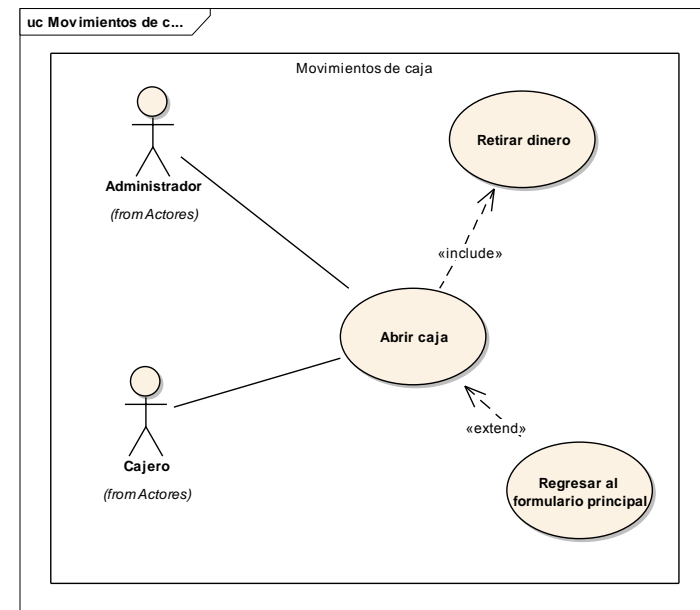 uc Movimientos de c...
Movimientos de caja
Administrador
(from Actores)
Retirar dinero
«include»
Abrir caja
Cajero
(from Actores)
«extend»
Regresar al
formulario principal